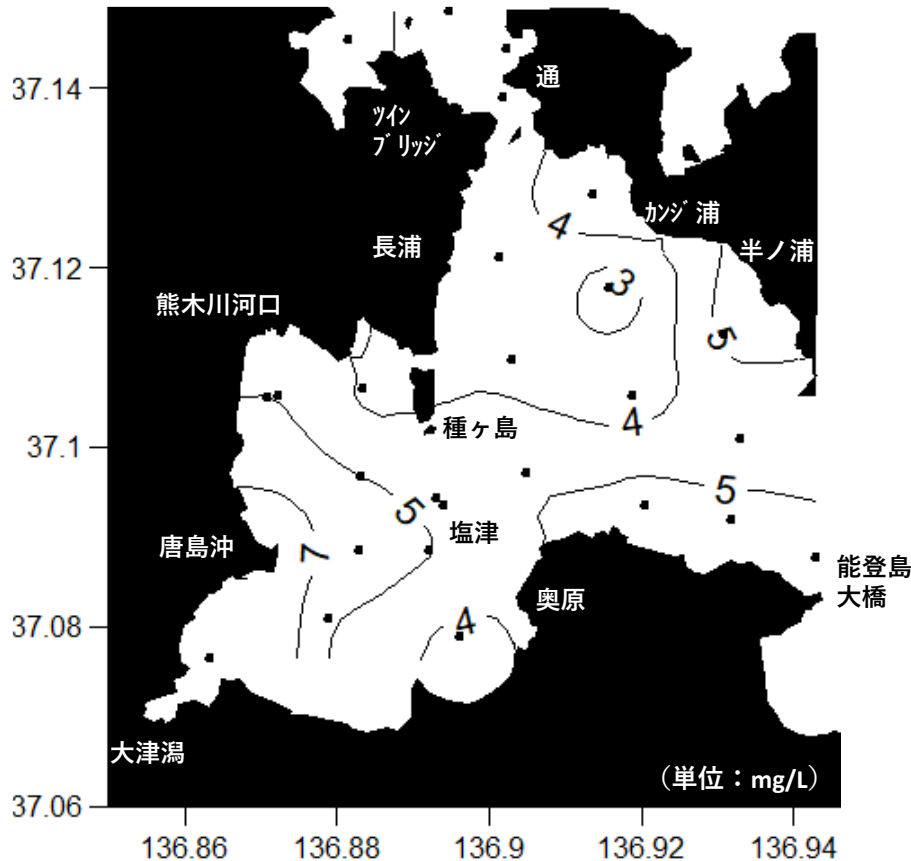 37.14
通
ﾂｲﾝ
ﾌﾞﾘｯｼﾞ
ｶﾝｼﾞ浦
4
半ノ浦
長浦
37.12
3
熊木川河口
5
37.1
4
種ヶ島
5
5
塩津
唐島沖
7
能登島
大橋
奥原
4
37.08
大津潟
（単位：mg/L）
37.06
136.86
136.88
136.9
136.92
136.94